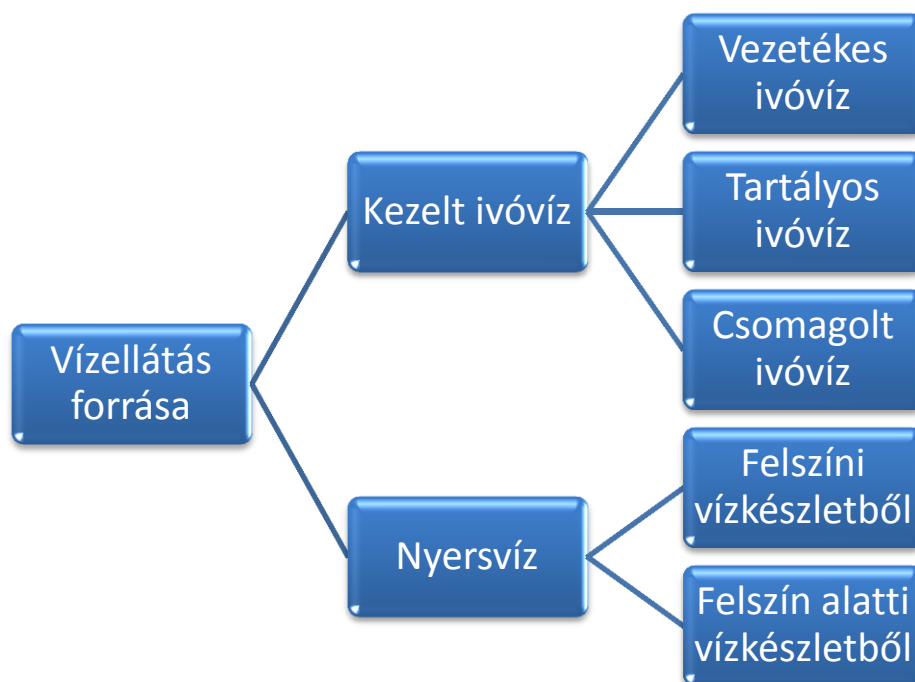 Vízellátás
forrása
Kezelt ivóvíz
Vezetékes
ivóvíz
Tartályos
ivóvíz
Csomagolt
ivóvíz
Nyersvíz
Felszíni
vízkészletből
Felszín alatti
vízkészletből